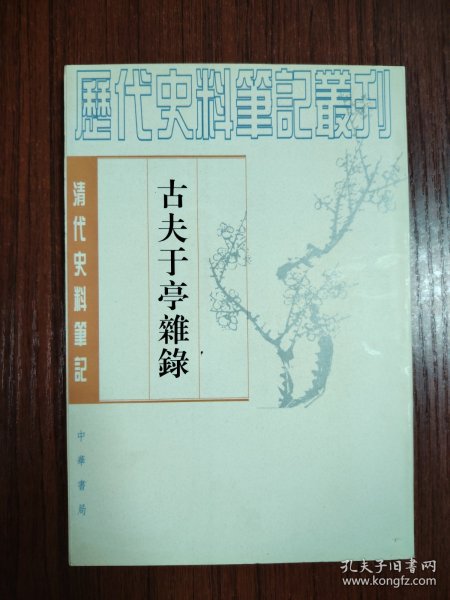 歷代史料筆記叢刊
清代史料筆記
古夫于亭雜錄
中華書局
孔夫子旧书网
www.kongfz.com